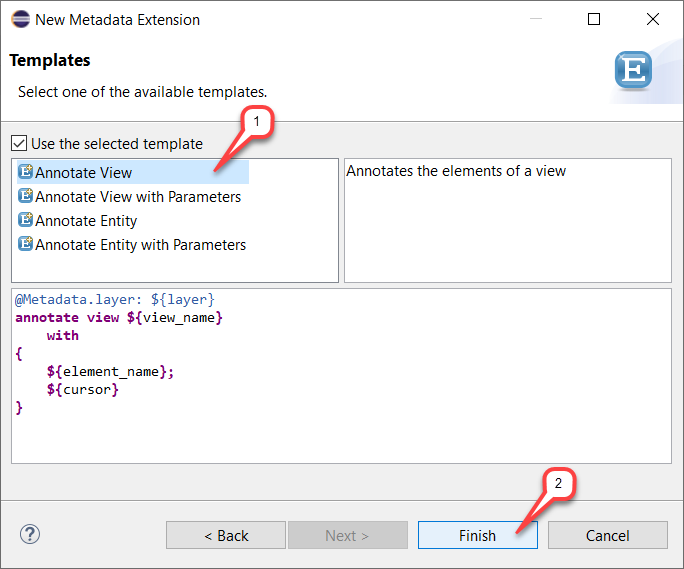 New Metadata Extension
Templates
Select one of the available templates.
E
1
Use the selected template
Annotate View
Annotate View with Parameters
Annotate Entity
Annotate Entity with Parameters
Annotates the elements of a view
@Metadata.layer: ${layer}
annotate view ${view_name}
    with
{
    ${element_name};
    ${cursor}
}
2
?
< Back
Next >
Finish
Cancel